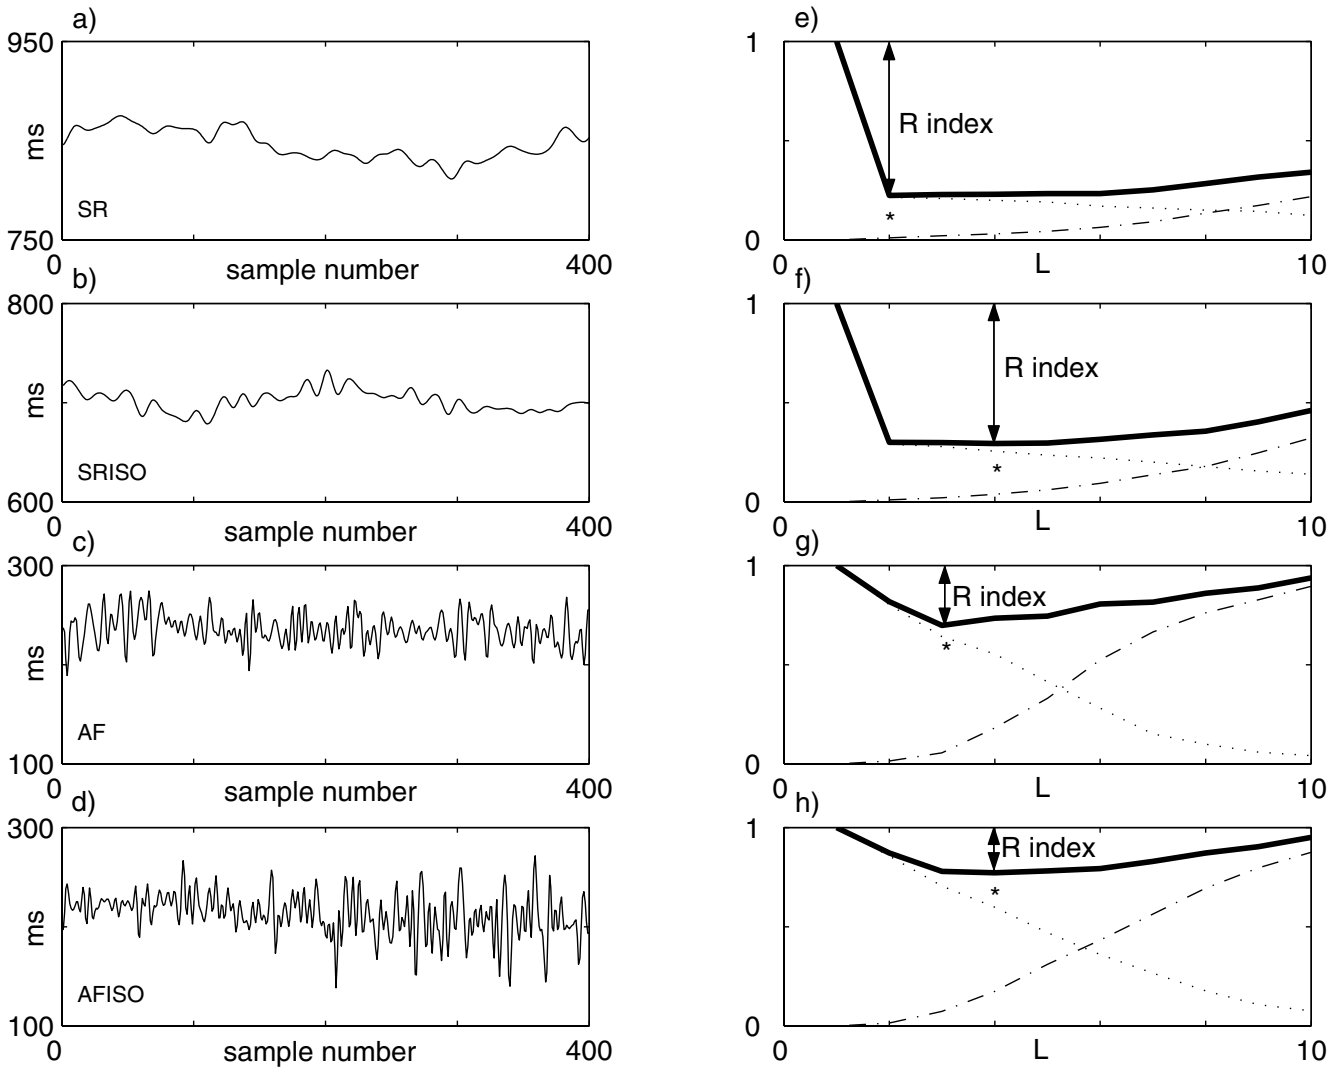 a)
950
ms
SR
750
0
sample number
400
e)
1
R index
*
0
0
L
10
b)
800
ms
SRISO
600
0
sample number
400
f)
1
R index
*
0
0
L
10
c)
300
ms
AF
100
0
sample number
400
g)
1
R index
*
0
0
L
10
d)
300
ms
AFISO
100
0
sample number
400
h)
1
R index
*
0
0
L
10